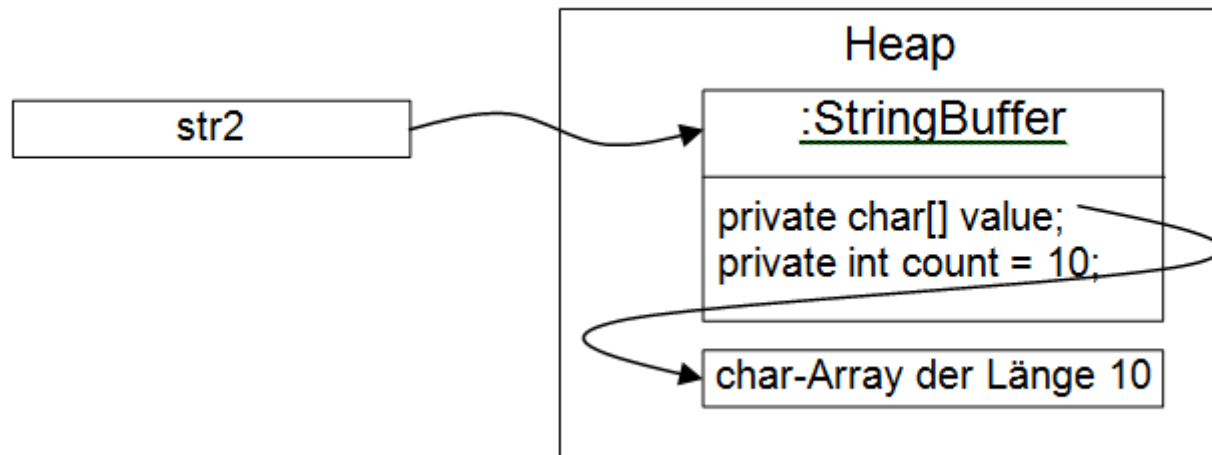 Heap
str2
:StringBuffer
private char[] value;
private int count = 10;
char-Array der Länge 10